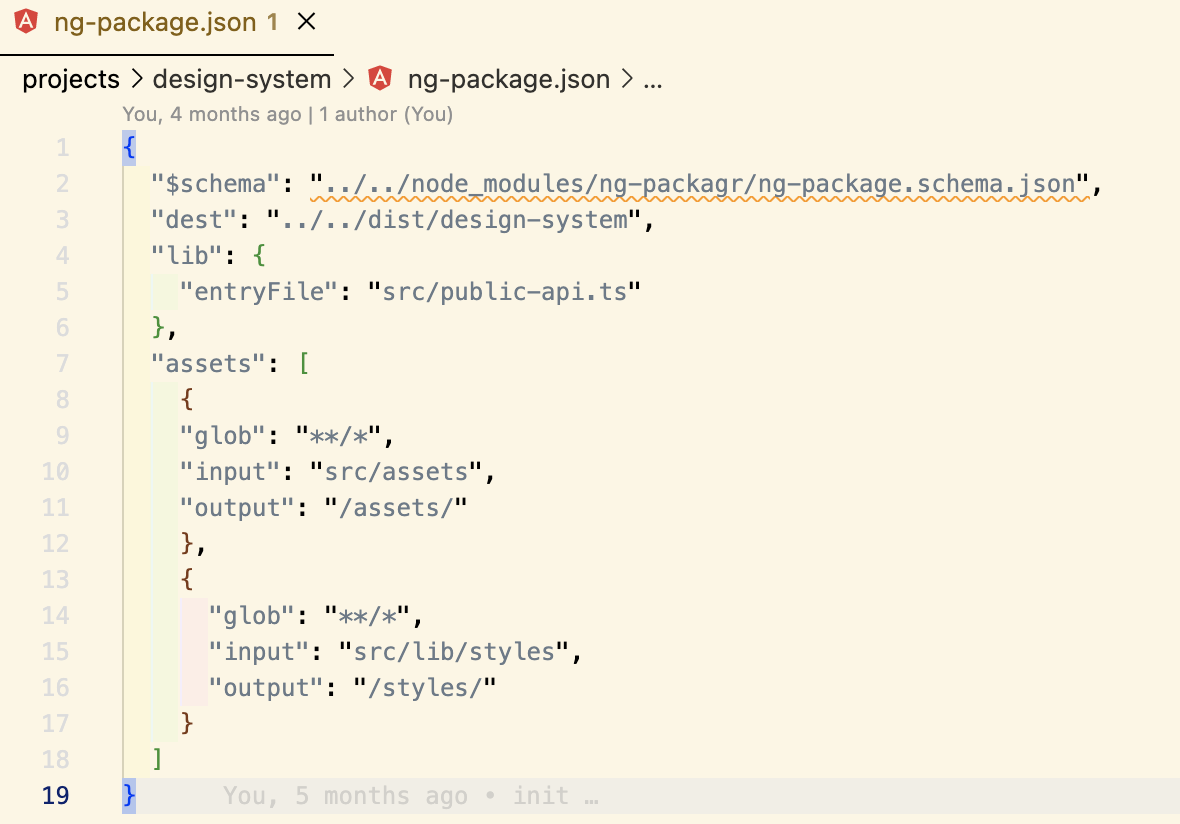 ng-package.json 1 ×
projects > design-system > ng-package.json > ...
You, 4 months ago | 1 author (You)
1 {
2 "$schema": "../../node_modules/ng-packagr/ng-package.schema.json",
3 "dest": "../../dist/design-system",
4 "lib": {
5 "entryFile": "src/public-api.ts"
6 },
7 "assets": [
8 {
9 "glob": "**/*",
10 "input": "src/assets",
11 "output": "/assets/"
12 },
13 {
14 "glob": "**/*",
15 "input": "src/lib/styles",
16 "output": "/styles/"
17 }
18 ]
19 } You, 5 months ago • init …